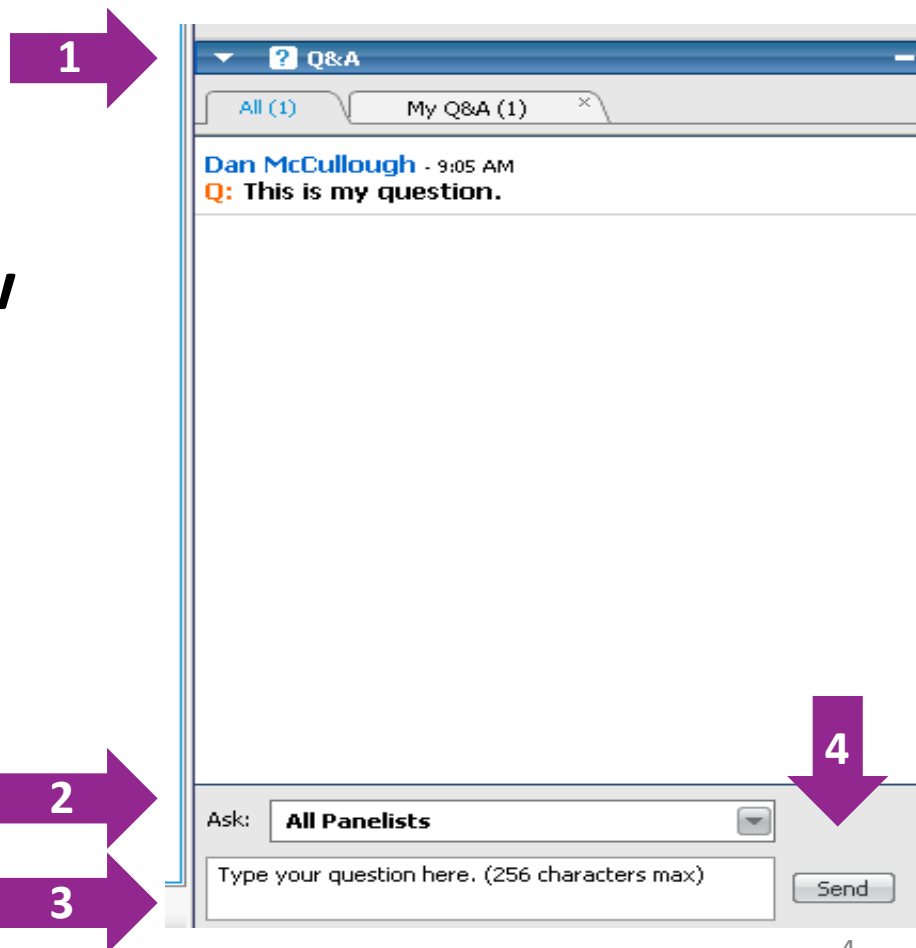 1
? Q&A
All (1) My Q&A (1) ×
Dan McCullough - 9:05 AM
Q: This is my question.
4
2
Ask: All Panelists
Type your question here. (256 characters max)
Send
3